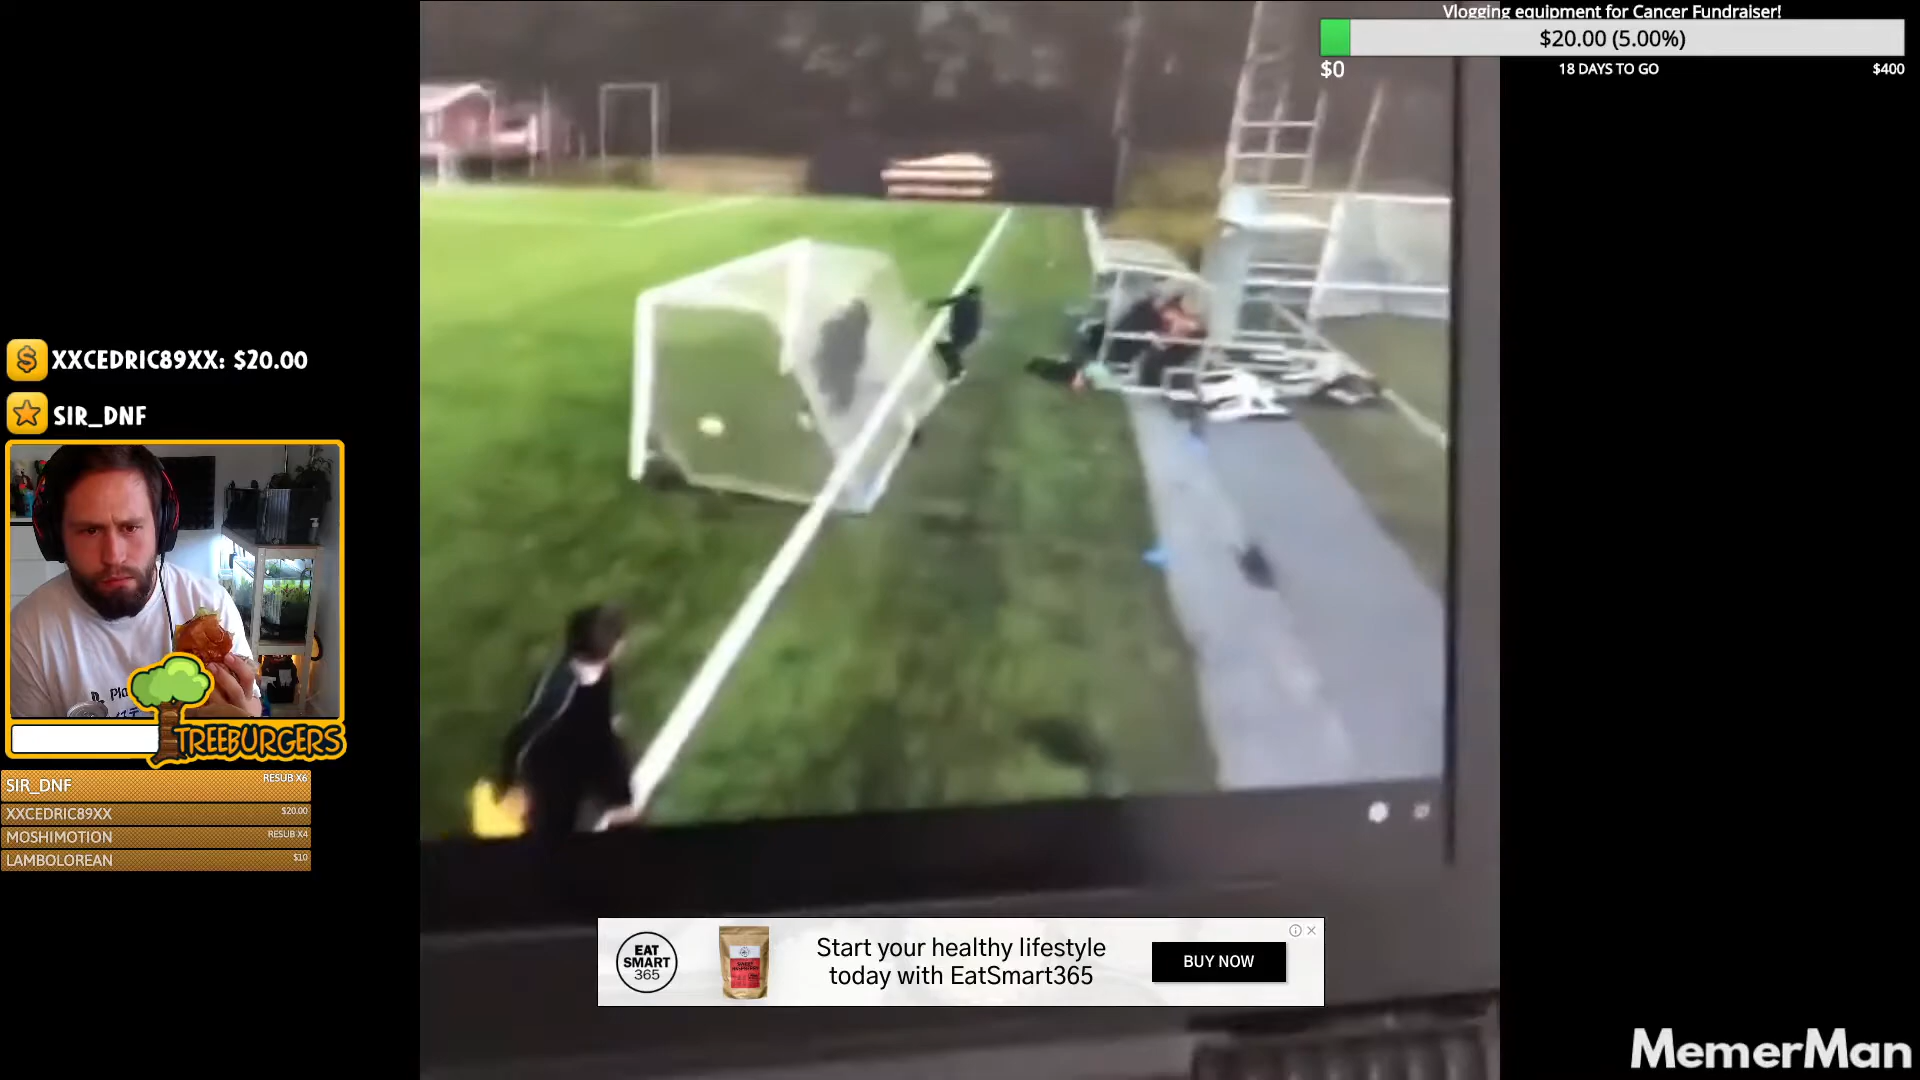 Vlogging equipment for Cancer Fundraiser!
$20.00 (5.00%)
$0
18 DAYS TO GO
$400
XXCEDRIC89XX: $20.00
SIR_DNF
TREEBURGERS
SIR_DNF
RESUB X6
XXCEDRIC89XX
$20.00
MOSHIMOTION
RESUB X4
LAMBOLOREAN
$10
EAT
SMART
365
Start your healthy lifestyle
today with EatSmart365
BUY NOW
MemerMan